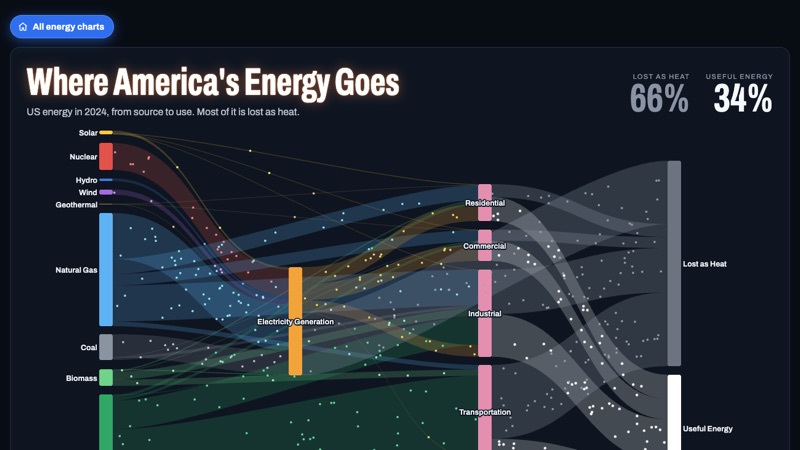 All energy charts
Where America's Energy Goes
US energy in 2024, from source to use. Most of it is lost as heat.
LOST AS HEAT
66%
USEFUL ENERGY
34%
Solar
Nuclear
Hydro
Wind
Geothermal
Natural Gas
Coal
Biomass
Electricity Generation
Residential
Commercial
Industrial
Transportation
Lost as Heat
Useful Energy